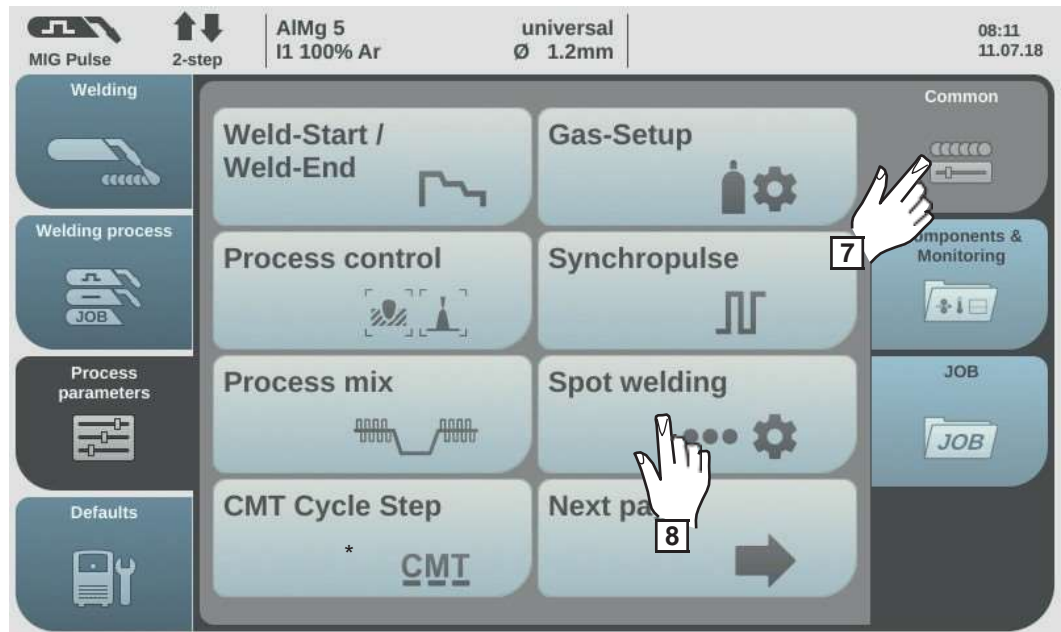 MIG Pulse
2-step
AlMg 5
I1 100% Ar
universal
Ø 1.2mm
08:11
11.07.18
Welding
Welding process
JOB
Process
parameters
Defaults
Weld-Start /
Weld-End
Gas-Setup
Process control
Synchropulse
Process mix
Spot welding
CMT Cycle Step
* CMT
Next
Common
7
Monitoring
JOB
JOB
8